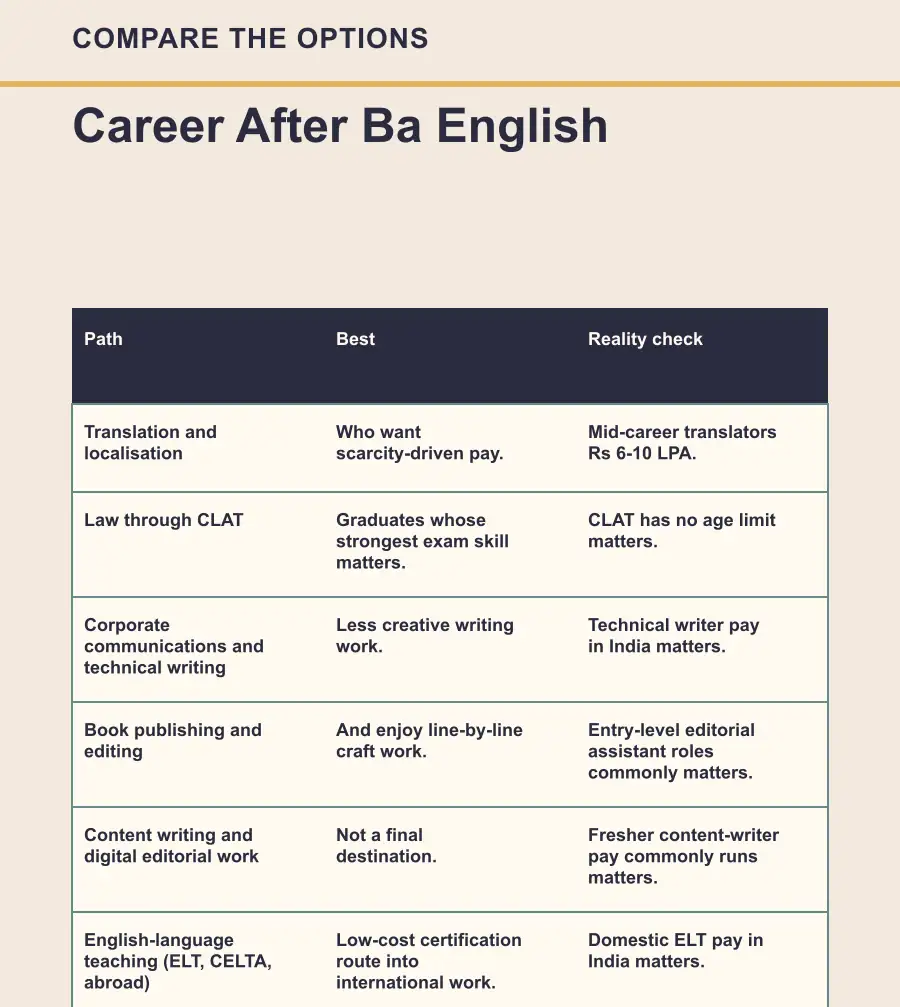 COMPARE THE OPTIONS
Career After Ba English
Path
Best
Reality check
Translation and
localisation
Who want
scarcity-driven pay.
Mid-career translators
Rs 6-10 LPA.
Law through CLAT
Graduates whose
strongest exam skill
matters.
CLAT has no age limit
matters.
Corporate
communications and
technical writing
Less creative writing
work.
Technical writer pay
in India matters.
Book publishing and
editing
And enjoy line-by-line
craft work.
Entry-level editorial
assistant roles
commonly matters.
Content writing and
digital editorial work
Not a final
destination.
Fresher content-writer
pay commonly runs
matters.
English-language
teaching (ELT, CELTA,
abroad)
Low-cost certification
route into
international work.
Domestic ELT pay in
India matters.